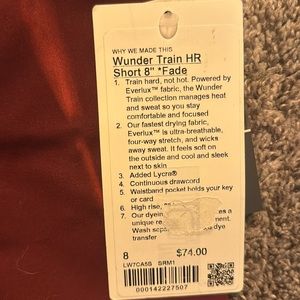 WHY WE MADE THIS
Wunder Train HR
Short 8" *Fade
1. Train hard, not hot. Powered by
Everlux™ fabric, the Wunder
Train collection manages heat
and sweat so you stay
comfortable and focused
2. Our fastest drying fabric,
Everlux™ is ultra-breathable,
four-way stretch, and wicks
away sweat. It feels soft on
the outside and cool and sleek
next to skin
3. Added Lycra®
4. Continuous drawcord
5. Waistband pocket holds your key
or card
6. High rise,
7. Our dyein es a
unique re ment.
Wash sep dye
transfer
8 $74.00
LW7CA5S SRM1
000142227507